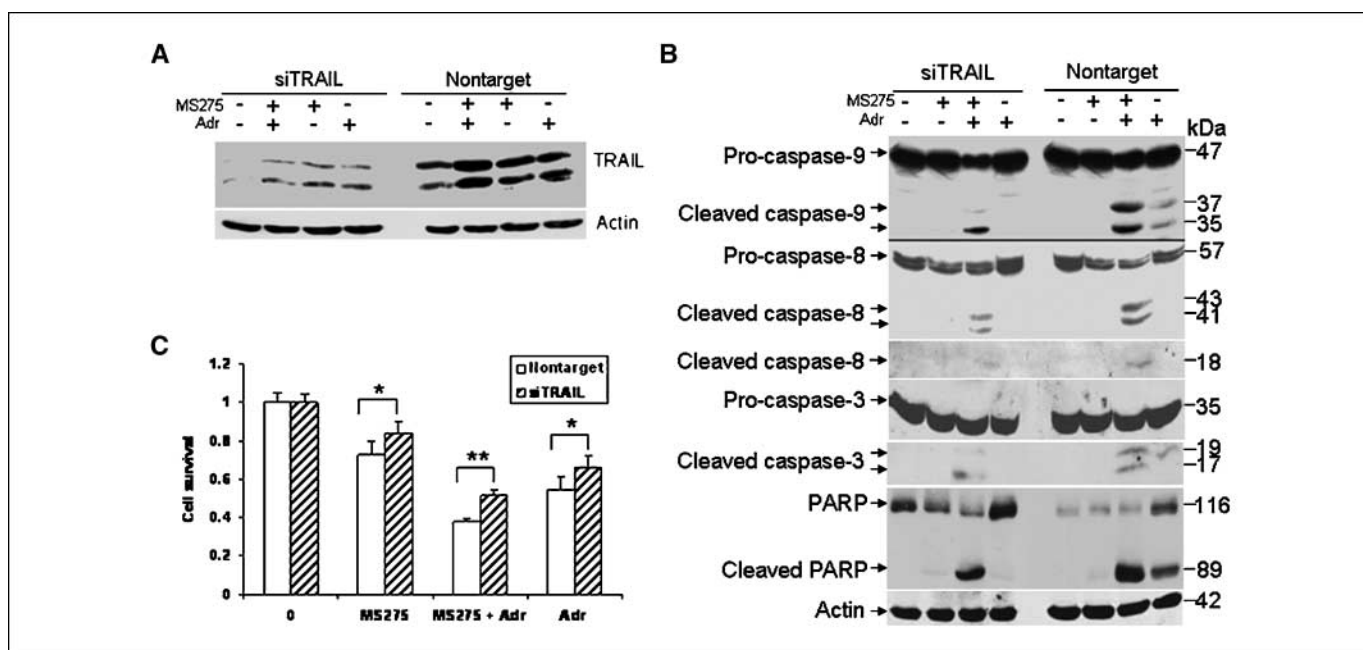 A
siTRAIL Nontarget
MS275 - + + - - + + -
Adr - + - + - + - +
TRAIL
Actin
B
siTRAIL Nontarget
MS275 - + + - - + + -
Adr - - + + - - + +
kDa
Pro-caspase-9 47
Cleaved caspase-9 37
35
Pro-caspase-8 57
Cleaved caspase-8 43
41
Cleaved caspase-8 18
Pro-caspase-3 35
Cleaved caspase-3 19
17
PARP 116
Cleaved PARP 89
Actin 42
C
Cell survival
1.2
1
0.8
0.6
0.4
0.2
0
Nontarget
siTRAIL
* ** *
0 MS275 MS275 + Adr Adr